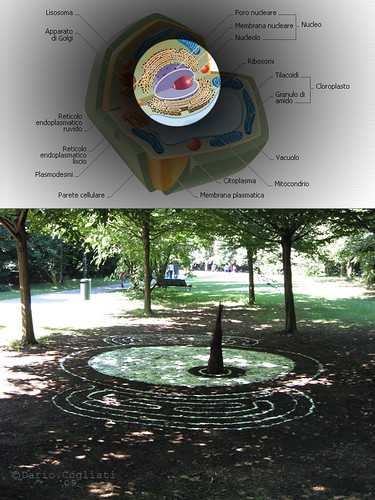 Lisosoma
Apparato
di Golgi
Reticolo
endoplasmatico
ruvido
Reticolo
endoplasmatico
liscio
Plasmodesmi
Parete cellulare
Poro nucleare
Membrana nucleare
Nucleolo
Nucleo
Ribosomi
Tilacoidi
Granulo di
amido
Cloroplasto
Vacuolo
Mitocondrio
Citoplasma
Membrana plasmatica
©Dario.Cogliati
'09